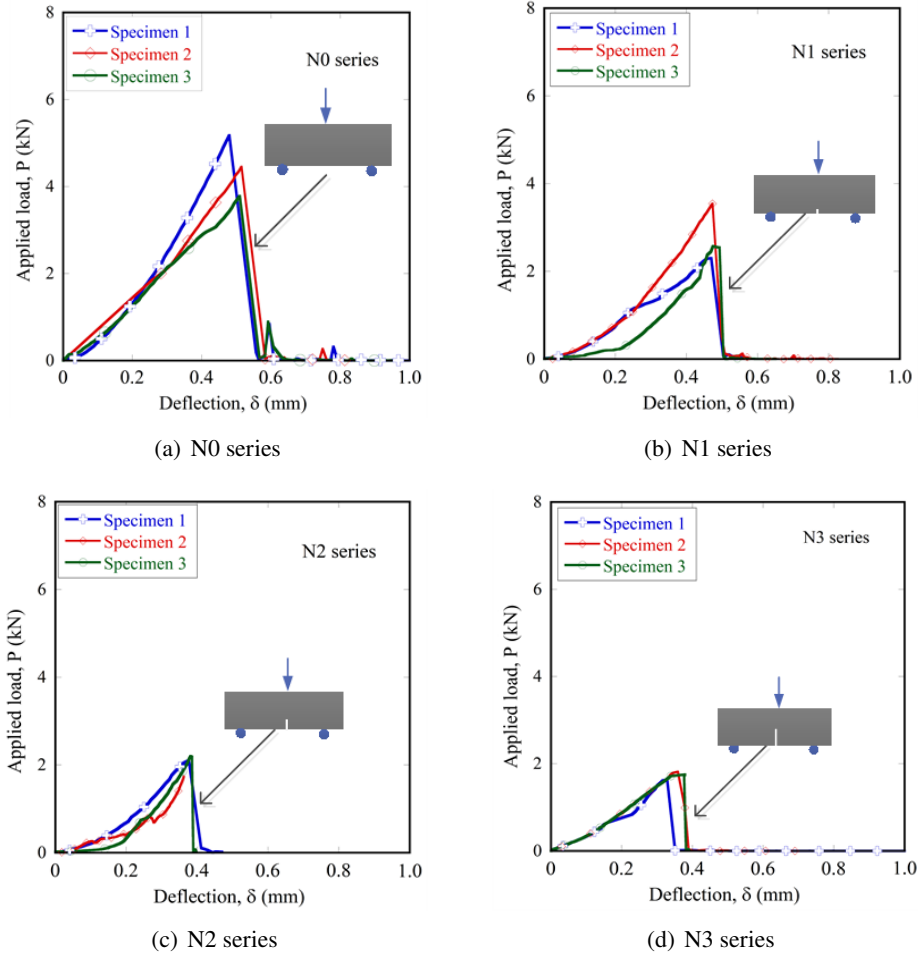 8
6
4
2
0
Applied load, P (kN)
Specimen 1
Specimen 2
Specimen 3
N0 series
0 0.2 0.4 0.6 0.8 1.0
Deflection, δ (mm)
(a) N0 series
8
6
4
2
0
Applied load, P (kN)
Specimen 1
Specimen 2
Specimen 3
N1 series
0 0.2 0.4 0.6 0.8 1.0
Deflection, δ (mm)
(b) N1 series
8
6
4
2
0
Applied load, P (kN)
Specimen 1
Specimen 2
Specimen 3
N2 series
0 0.2 0.4 0.6 0.8 1.0
Deflection, δ (mm)
(c) N2 series
8
6
4
2
0
Applied load, P (kN)
Specimen 1
Specimen 2
Specimen 3
N3 series
0 0.2 0.4 0.6 0.8 1.0
Deflection, δ (mm)
(d) N3 series